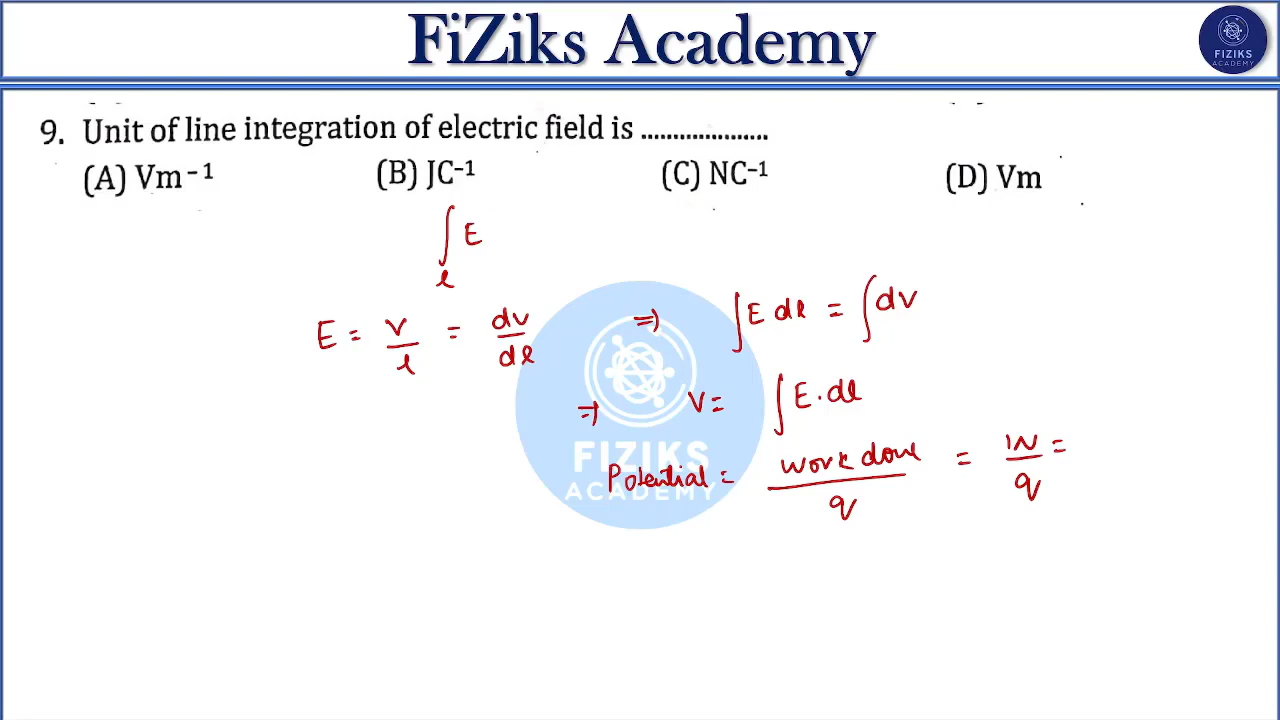 FiZiks Academy
FIZIKS
ACADEMY
9. Unit of line integration of electric field is ....................
(A) Vm⁻¹ (B) JC⁻¹ (C) NC⁻¹ (D) Vm
∫ₗ E
E = v/l = dv/dl ⇒ ∫E dl = ∫dv
⇒ V = ∫E · dl
Potential = work done/q = W/q =
FIZIKS
ACADEMY